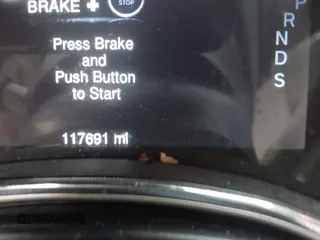 BRAKE +
STOP
P
R
N
D
S
Press Brake
and
Push Button
to Start
117691 mi